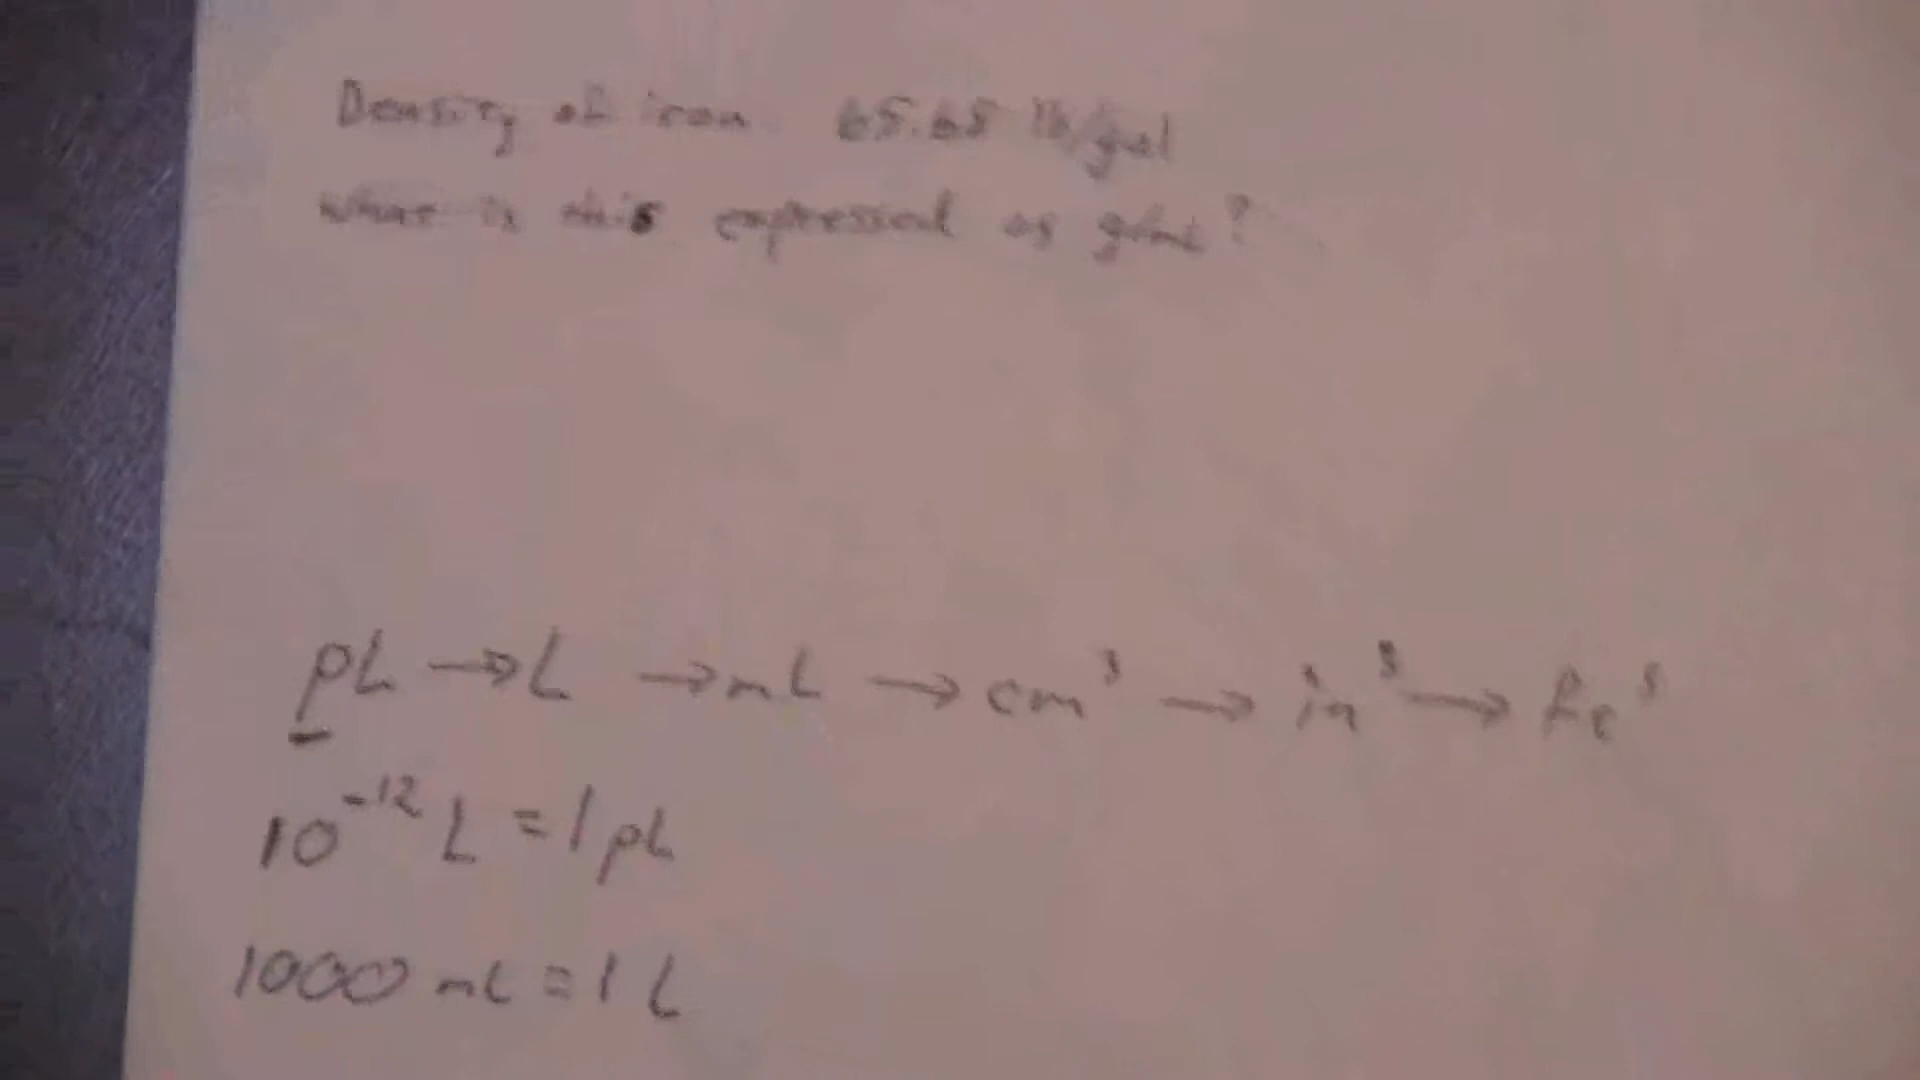 Density of iron 65.65 lb/gal
What is this expressed as g/mL?
pL → L → mL → cm³ → in³ → ft³
10⁻¹² L = 1 pL
1000 mL = 1 L